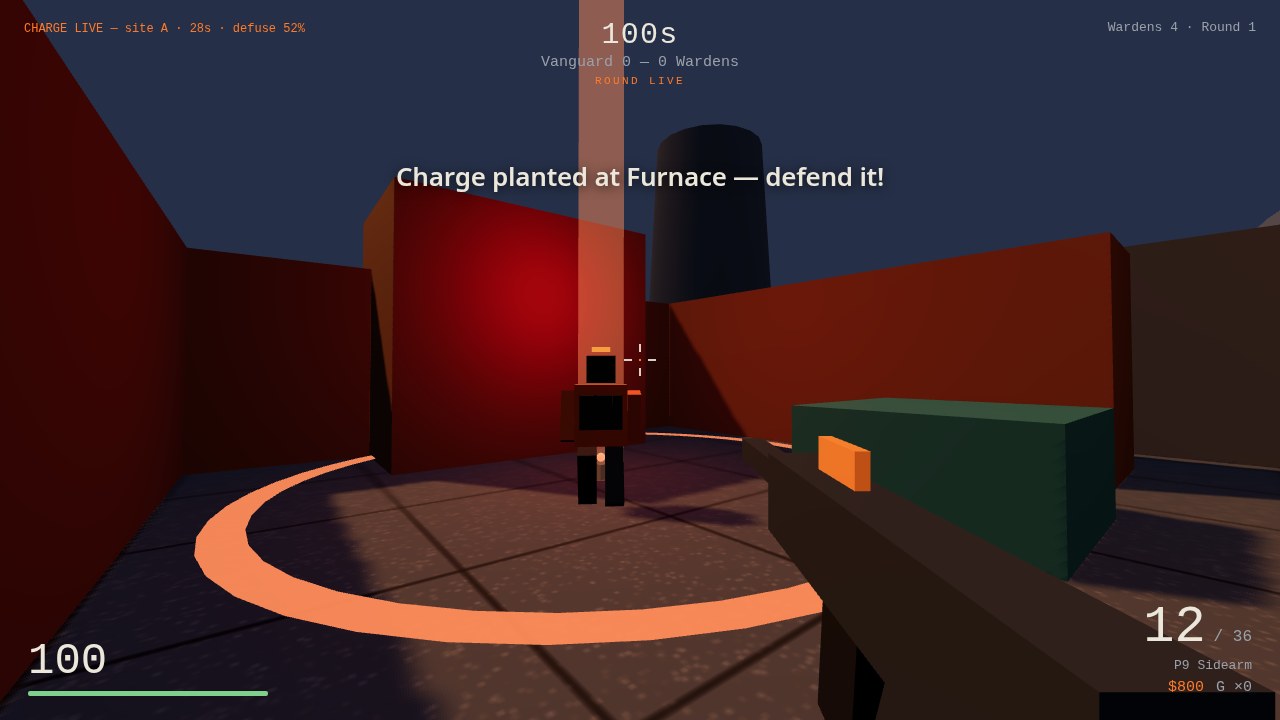 CHARGE LIVE — site A · 28s · defuse 52%
100s
Vanguard 0 — 0 Wardens
ROUND LIVE
Wardens 4 · Round 1
Charge planted at Furnace — defend it!
100
12 / 36
P9 Sidearm
$800 G ×0